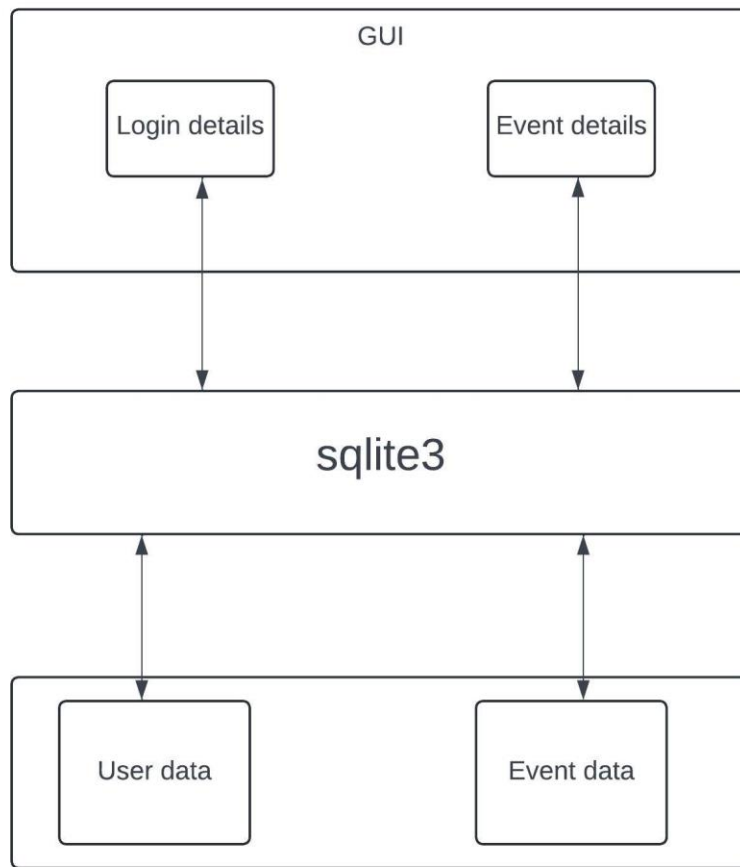 GUI
Login details
Event details
sqlite3
User data
Event data